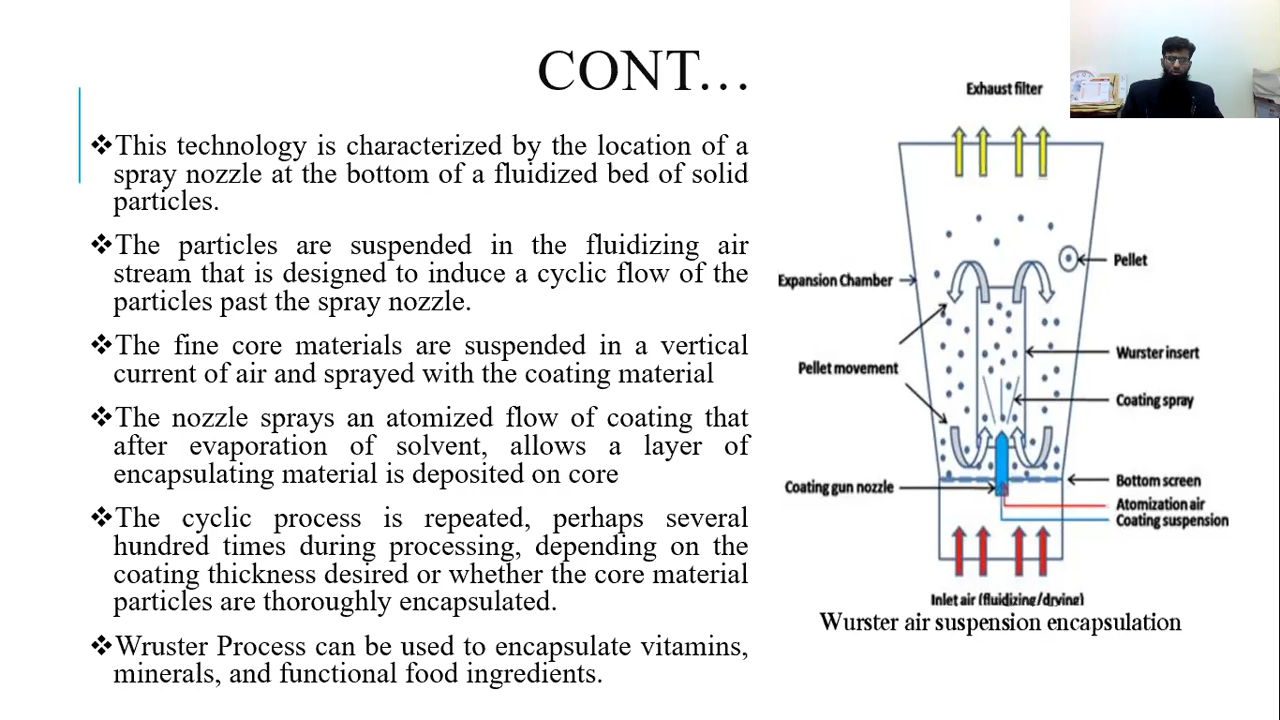 CONT…
❖This technology is characterized by the location of a
spray nozzle at the bottom of a fluidized bed of solid
particles.
❖The particles are suspended in the fluidizing air
stream that is designed to induce a cyclic flow of the
particles past the spray nozzle.
❖The fine core materials are suspended in a vertical
current of air and sprayed with the coating material
❖The nozzle sprays an atomized flow of coating that
after evaporation of solvent, allows a layer of
encapsulating material is deposited on core
❖The cyclic process is repeated, perhaps several
hundred times during processing, depending on the
coating thickness desired or whether the core material
particles are thoroughly encapsulated.
❖Wruster Process can be used to encapsulate vitamins,
minerals, and functional food ingredients.
Exhaust filter
Pellet
Expansion Chamber
Wurster insert
Pellet movement
Coating spray
Bottom screen
Coating gun nozzle
Atomization air
Coating suspension
Inlet air (fluidizing/drying)
Wurster air suspension encapsulation